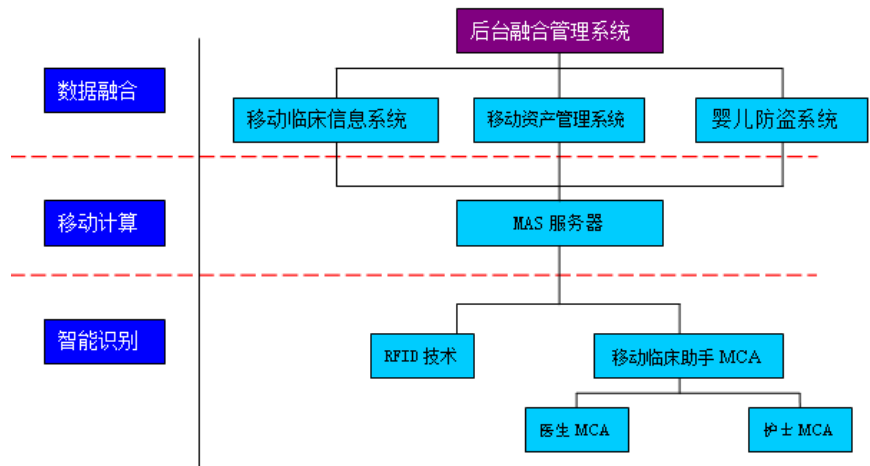 后台融合管理系统
数据融合
移动临床信息系统
移动资产管理系统
婴儿防盗系统
移动计算
MAS 服务器
智能识别
RFID 技术
移动临床助手 MCA
医生 MCA
护士 MCA